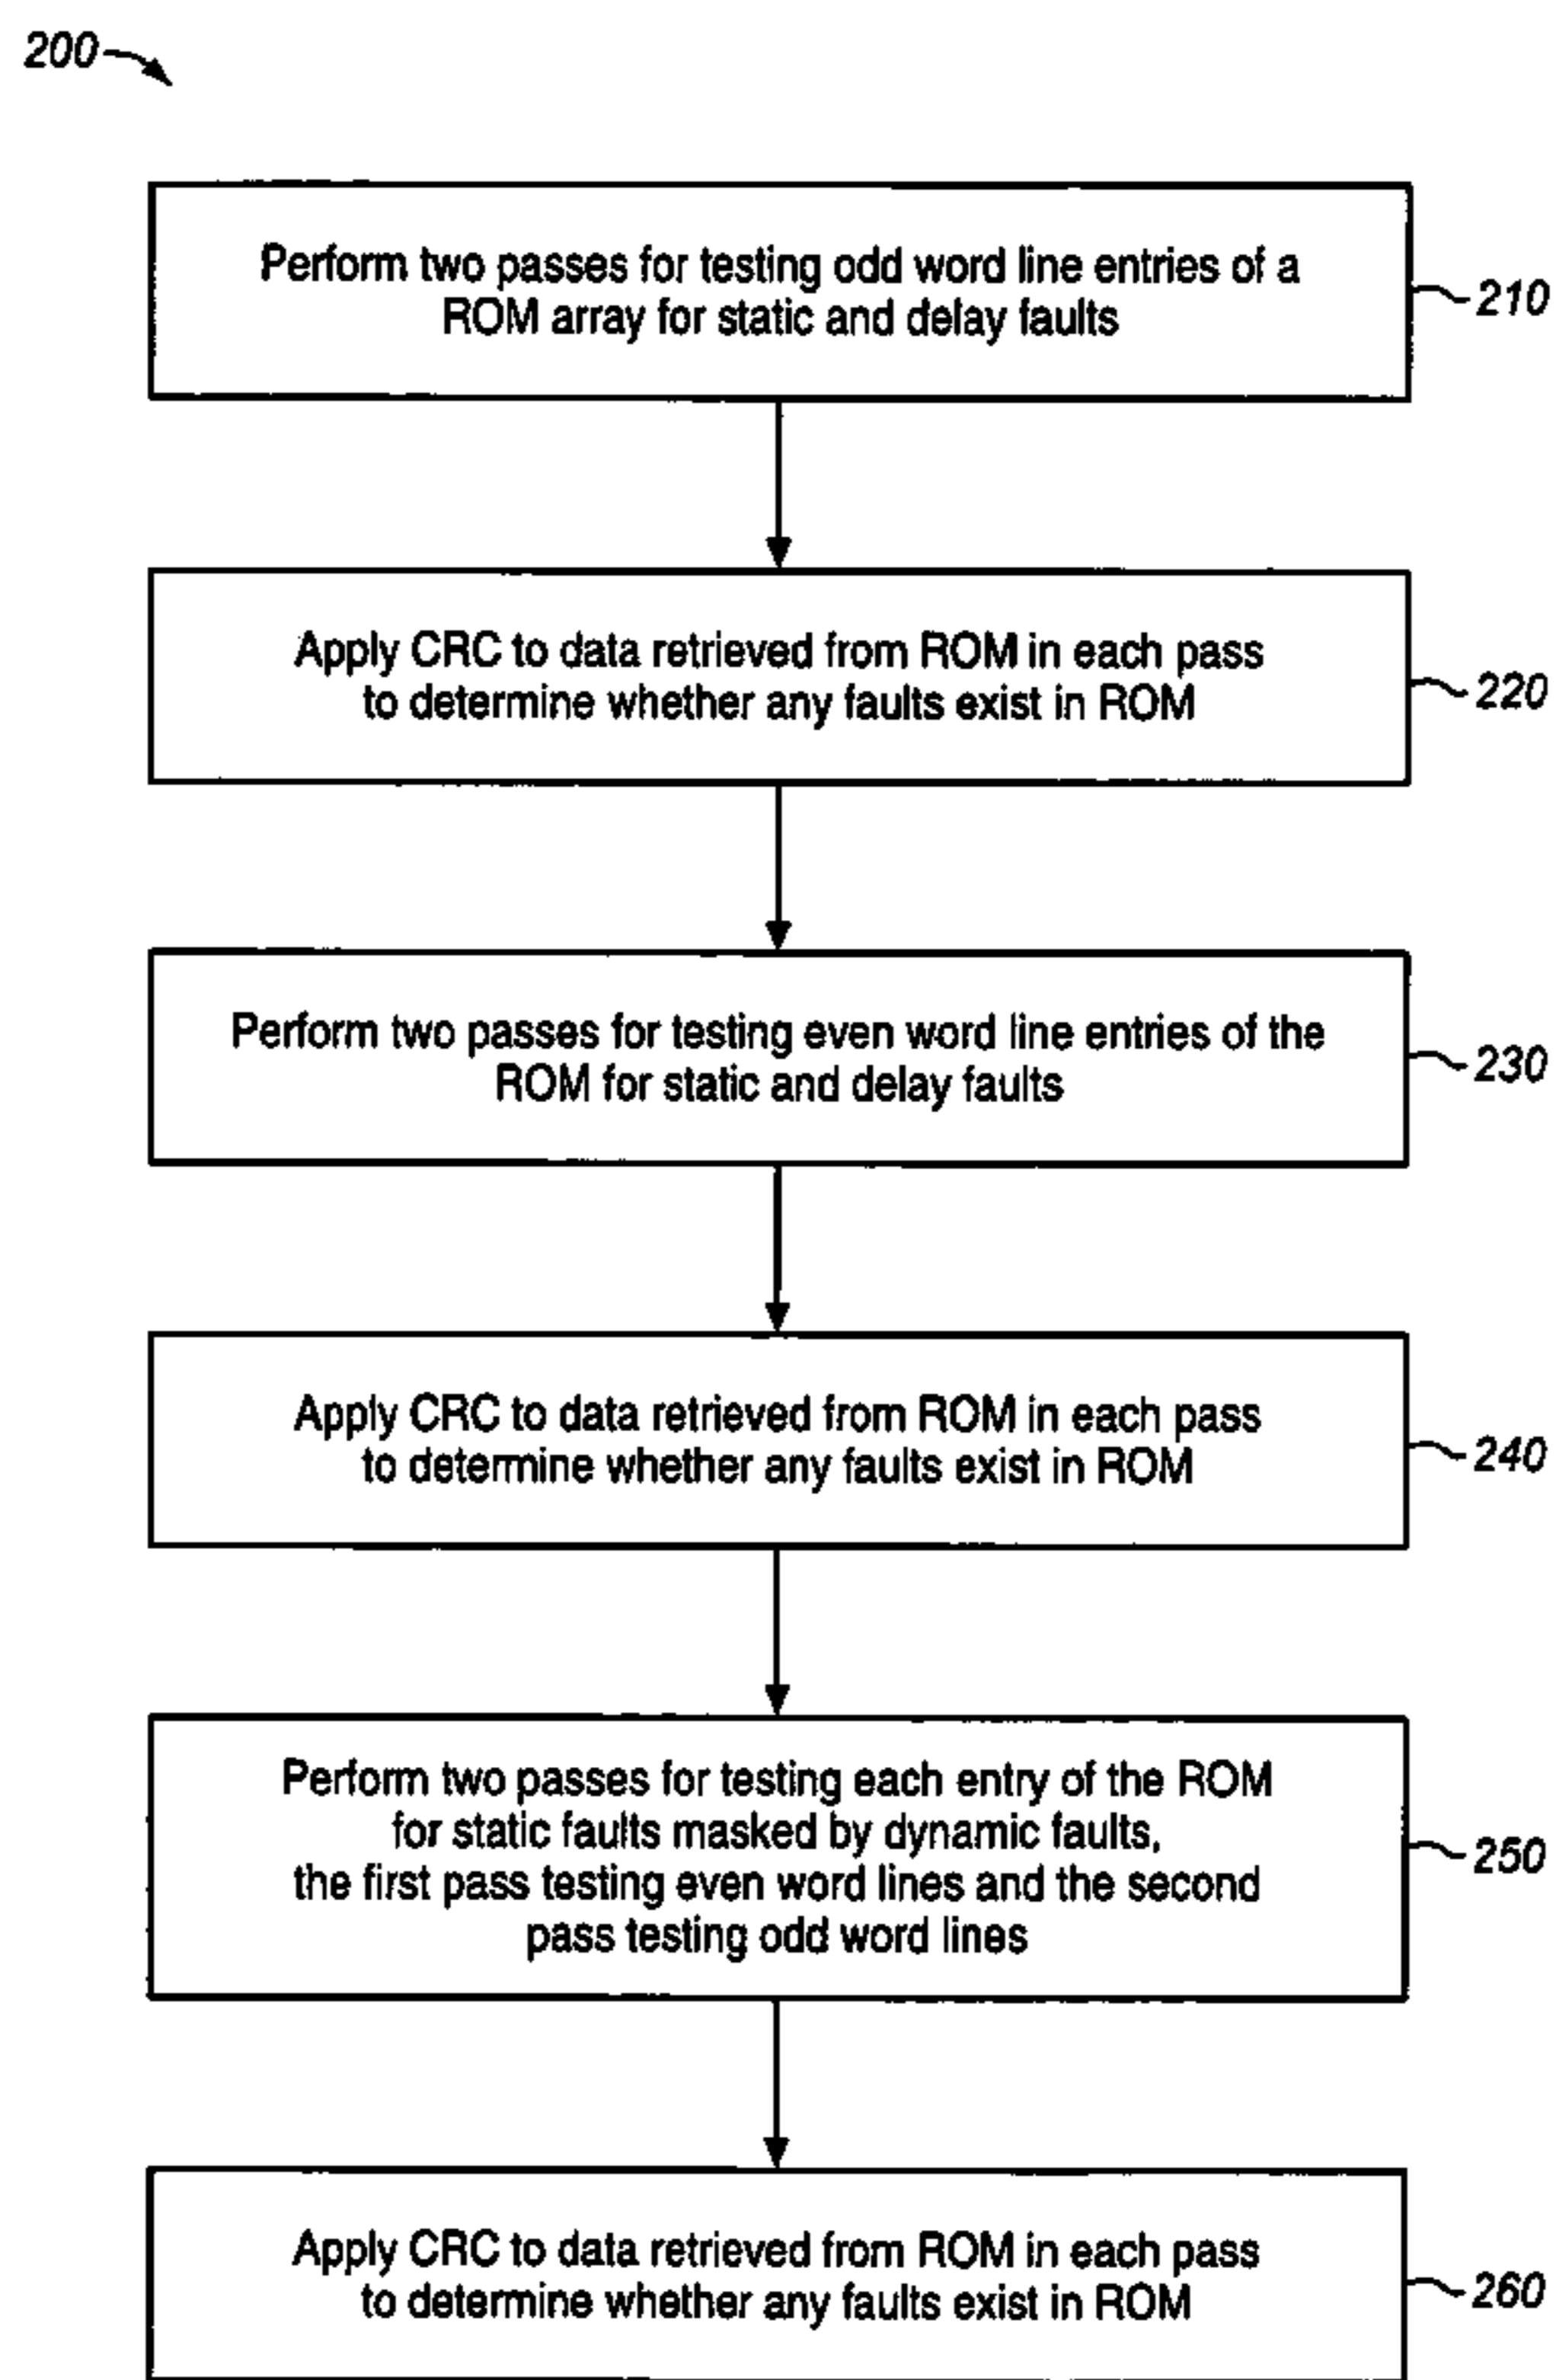 200
Perform two passes for testing odd word line entries of a
ROM array for static and delay faults
210
Apply CRC to data retrieved from ROM in each pass
to determine whether any faults exist in ROM
220
Perform two passes for testing even word line entries of the
ROM for static and delay faults
230
Apply CRC to data retrieved from ROM in each pass
to determine whether any faults exist in ROM
240
Perform two passes for testing each entry of the ROM
for static faults masked by dynamic faults,
the first pass testing even word lines and the second
pass testing odd word lines
250
Apply CRC to data retrieved from ROM in each pass
to determine whether any faults exist in ROM
260